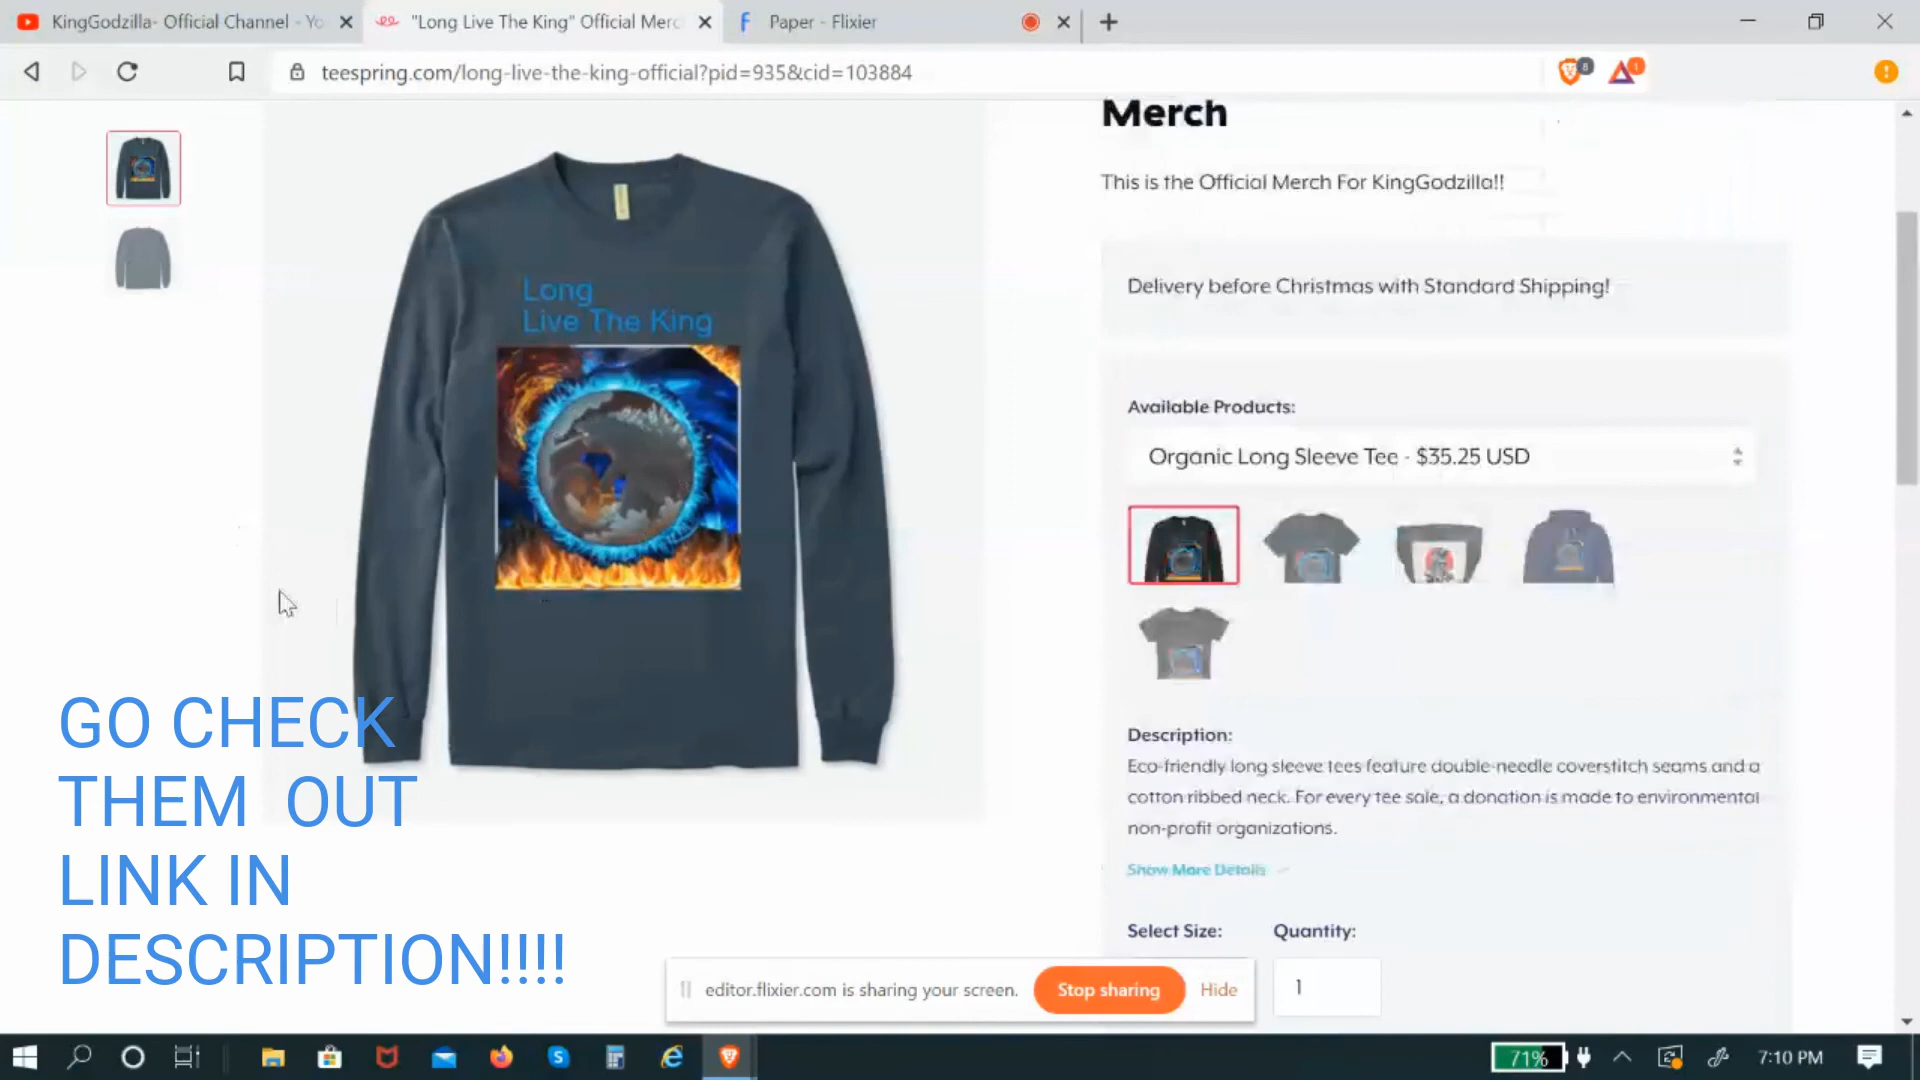 KingGodzilla- Official Channel - Yo
"Long Live The King" Official Merc
Paper - Flixier
teespring.com/long-live-the-king-official?pid=935&cid=103884
8
1
Merch
This is the Official Merch For KingGodzilla!!
Delivery before Christmas with Standard Shipping!
Long
Live The King
Available Products:
Organic Long Sleeve Tee - $35.25 USD
Description:
Eco-friendly long sleeve tees feature double-needle coverstitch seams and a
cotton ribbed neck. For every tee sale, a donation is made to environmental
non-profit organizations.
Show More Details
Select Size:
Quantity:
1
GO CHECK
THEM OUT
LINK IN
DESCRIPTION!!!!
editor.flixier.com is sharing your screen.
Stop sharing
Hide
71%
7:10 PM